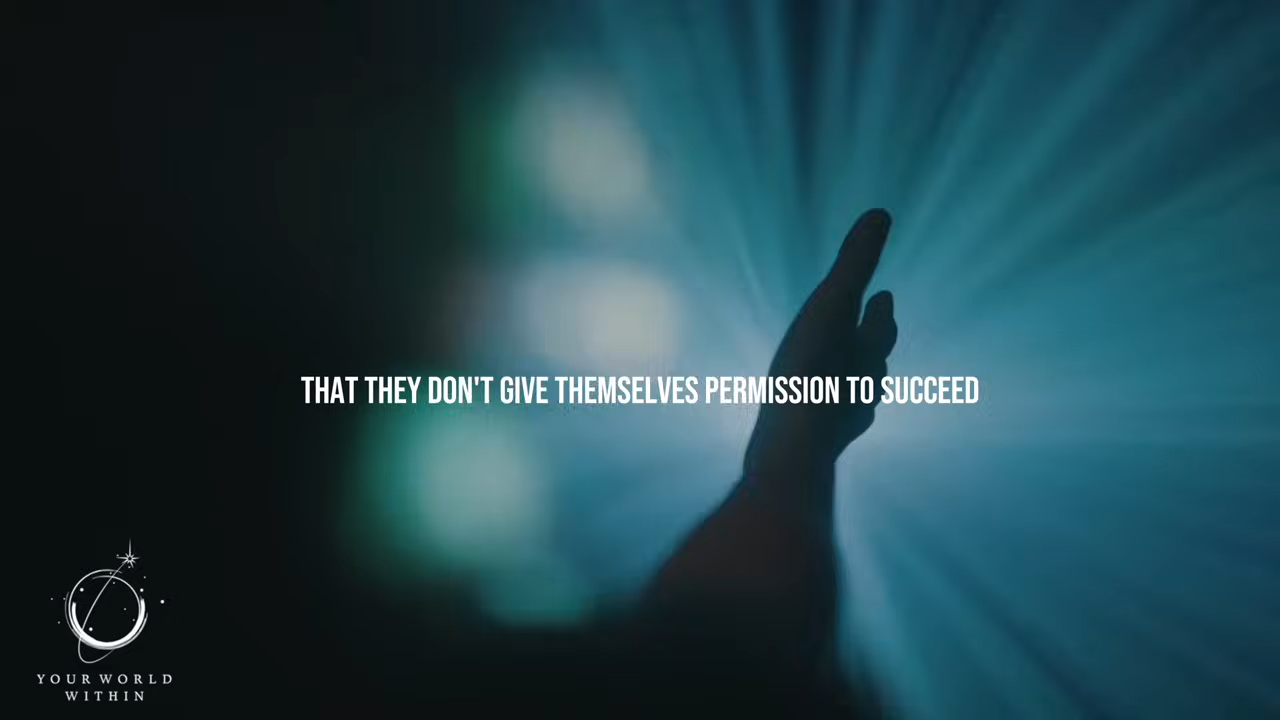 THAT THEY DON'T GIVE THEMSELVES PERMISSION TO SUCCEED
YOUR WORLD
WITHIN